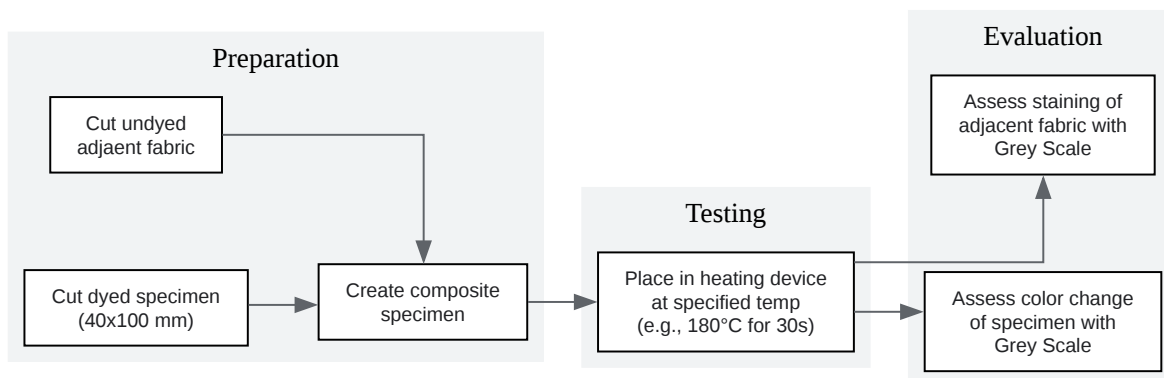 Preparation
Cut undyed
adjaent fabric
Cut dyed specimen
(40x100 mm)
Create composite
specimen
Testing
Place in heating device
at specified temp
(e.g., 180°C for 30s)
Evaluation
Assess staining of
adjacent fabric with
Grey Scale
Assess color change
of specimen with
Grey Scale